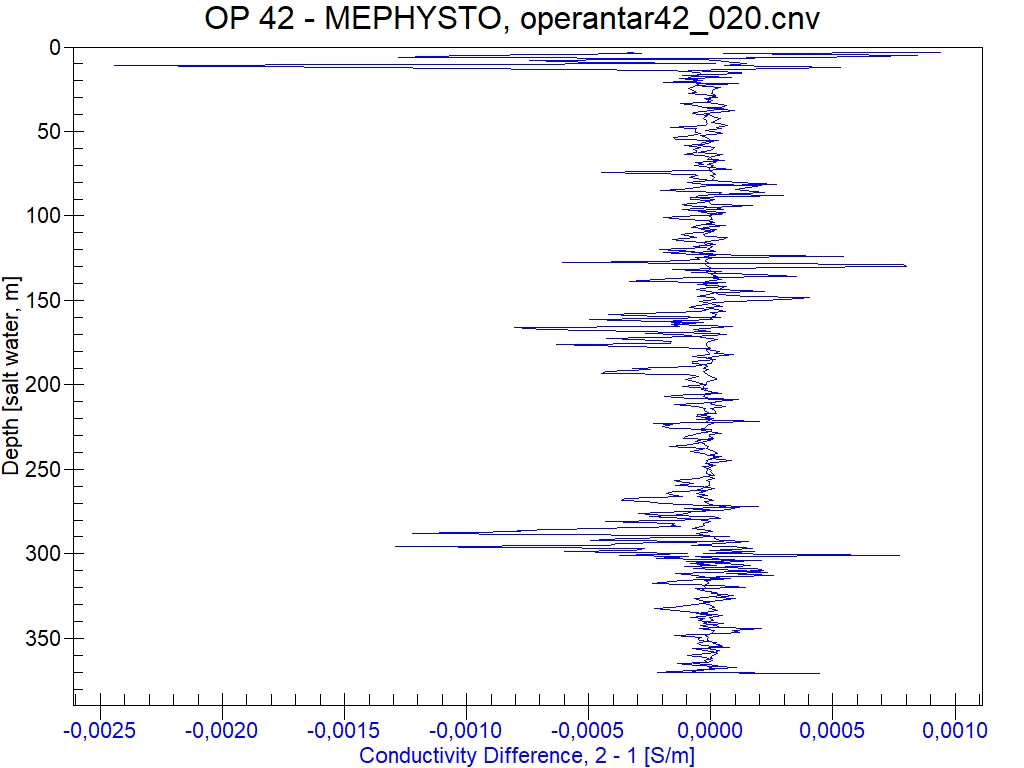 OP 42 - MEPHYSTO, operantar42_020.cnv
0
50
100
150
200
250
300
350
Depth [salt water, m]
-0,0025 -0,0020 -0,0015 -0,0010 -0,0005 0,0000 0,0005 0,0010
Conductivity Difference, 2 - 1 [S/m]